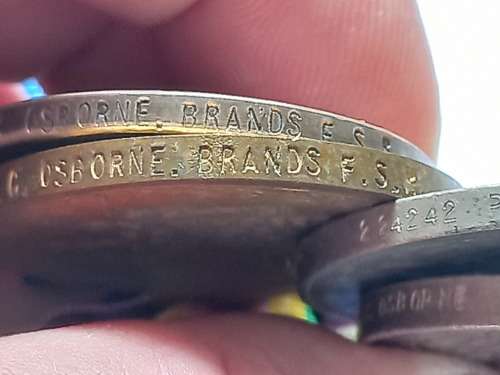 OSBORNE. BRANDS F.S.&
G. OSBORNE. BRANDS F.S.
224242
OSBORNE